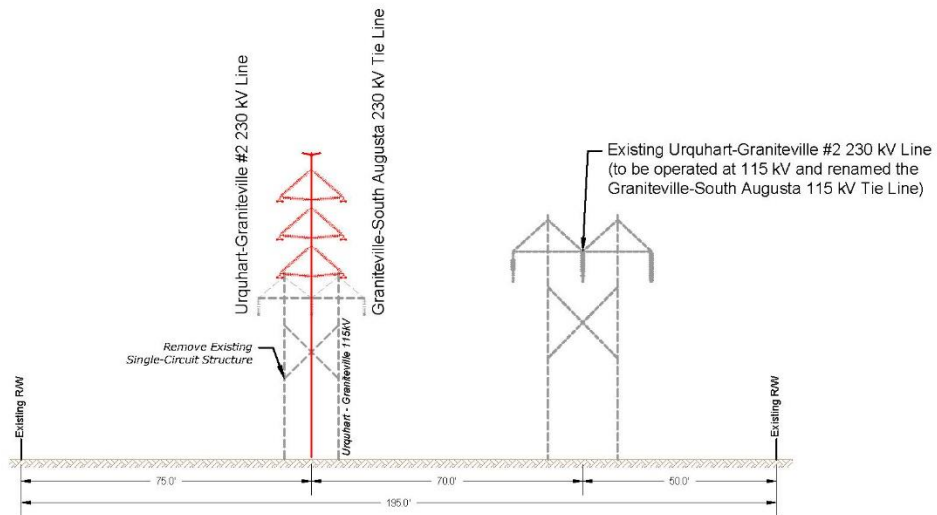 Urquhart-Graniteville #2 230 kV Line
Graniteville-South Augusta 230 kV Tie Line
Existing Urquhart-Graniteville #2 230 kV Line
(to be operated at 115 kV and renamed the
Graniteville-South Augusta 115 kV Tie Line)
Remove Existing
Single-Circuit Structure
Urquhart - Graniteville 115kV
Existing R/W
Existing R/W
75.0'
70.0'
50.0'
195.0'